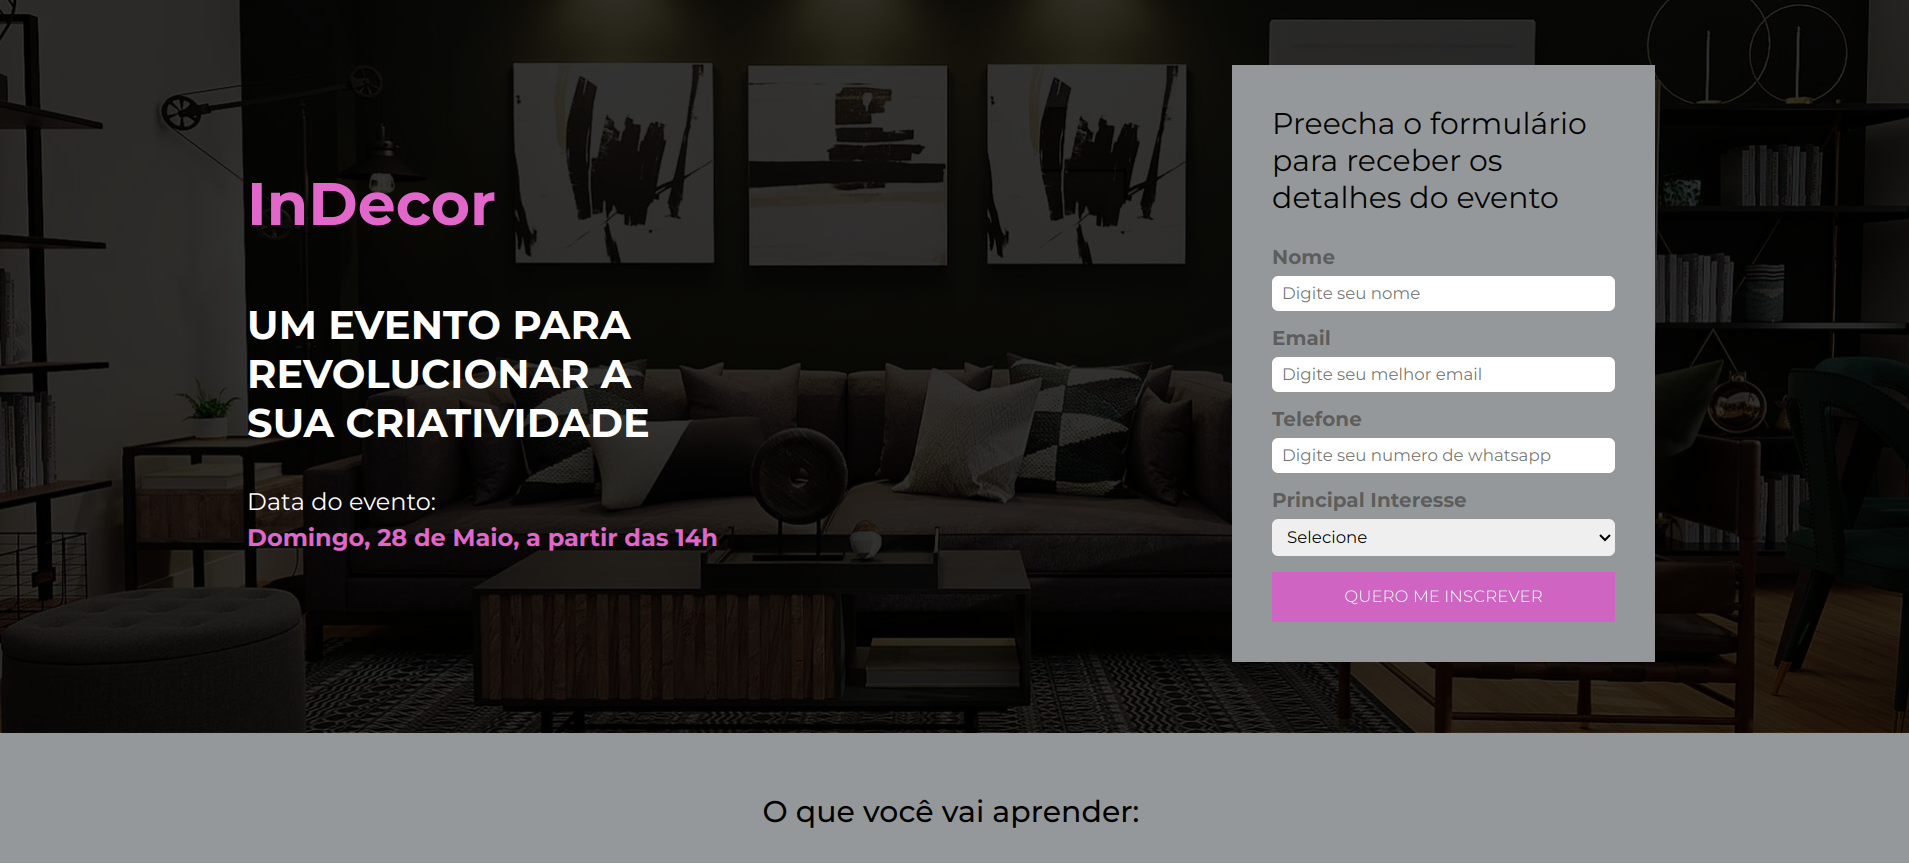 InDecor
UM EVENTO PARA
REVOLUCIONAR A
SUA CRIATIVIDADE
Data do evento:
Domingo, 28 de Maio, a partir das 14h
Preecha o formulário
para receber os
detalhes do evento
Nome
Digite seu nome
Email
Digite seu melhor email
Telefone
Digite seu numero de whatsapp
Principal Interesse
Selecione
QUERO ME INSCREVER
O que você vai aprender: